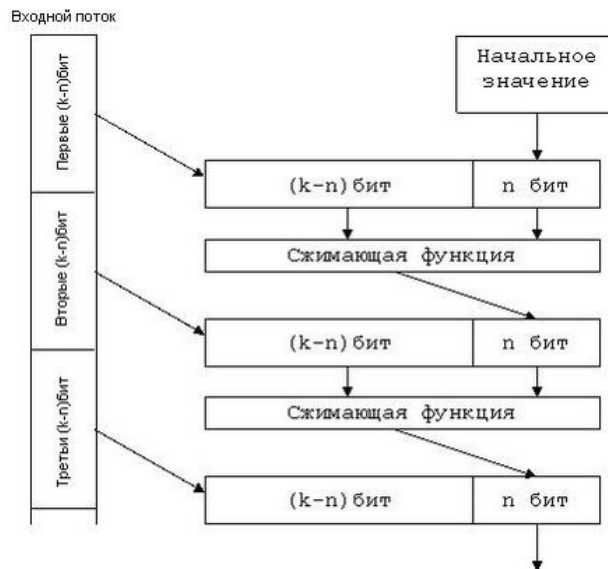 Входной поток
Начальное
значение
Первые (k-n)бит
(k-n)бит
n бит
Сжимающая функция
Вторые (k-n)бит
(k-n)бит
n бит
Сжимающая функция
Третьи (k-n)бит
(k-n)бит
n бит